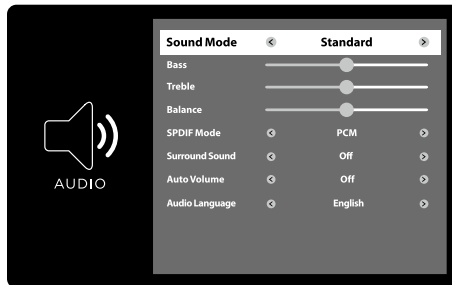 Sound Mode Standard
Bass
Treble
Balance
SPDIF Mode PCM
Surround Sound Off
Auto Volume Off
Audio Language English
AUDIO